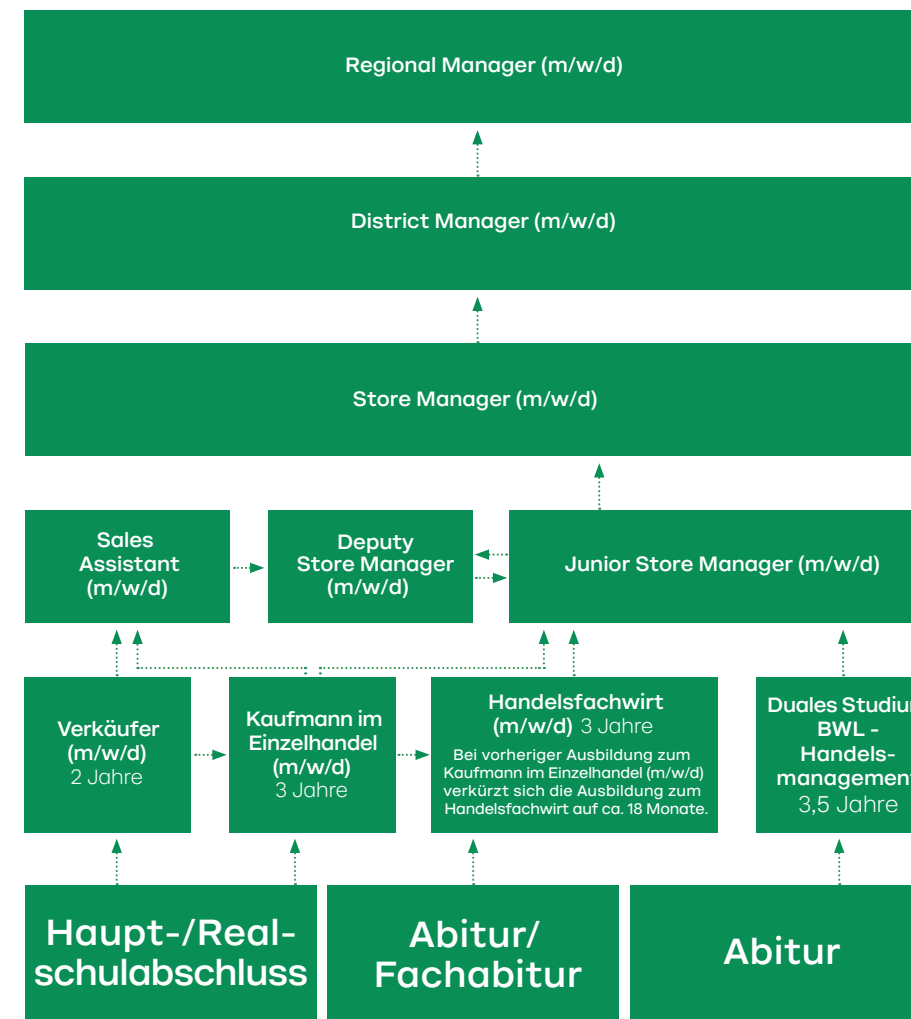 Regional Manager (m/w/d)
District Manager (m/w/d)
Store Manager (m/w/d)
Sales
Assistant
(m/w/d)
Deputy
Store Manager
(m/w/d)
Junior Store Manager (m/w/d)
Verkäufer
(m/w/d)
2 Jahre
Kaufmann im
Einzelhandel
(m/w/d)
3 Jahre
Handelsfachwirt
(m/w/d) 3 Jahre
Bei vorheriger Ausbildung zum
Kaufmann im Einzelhandel (m/w/d)
verkürzt sich die Ausbildung zum
Handelsfachwirt auf ca. 18 Monate.
Duales Studium
BWL -
Handels-
management
3,5 Jahre
Haupt-/Real-
schulabschluss
Abitur/
Fachabitur
Abitur